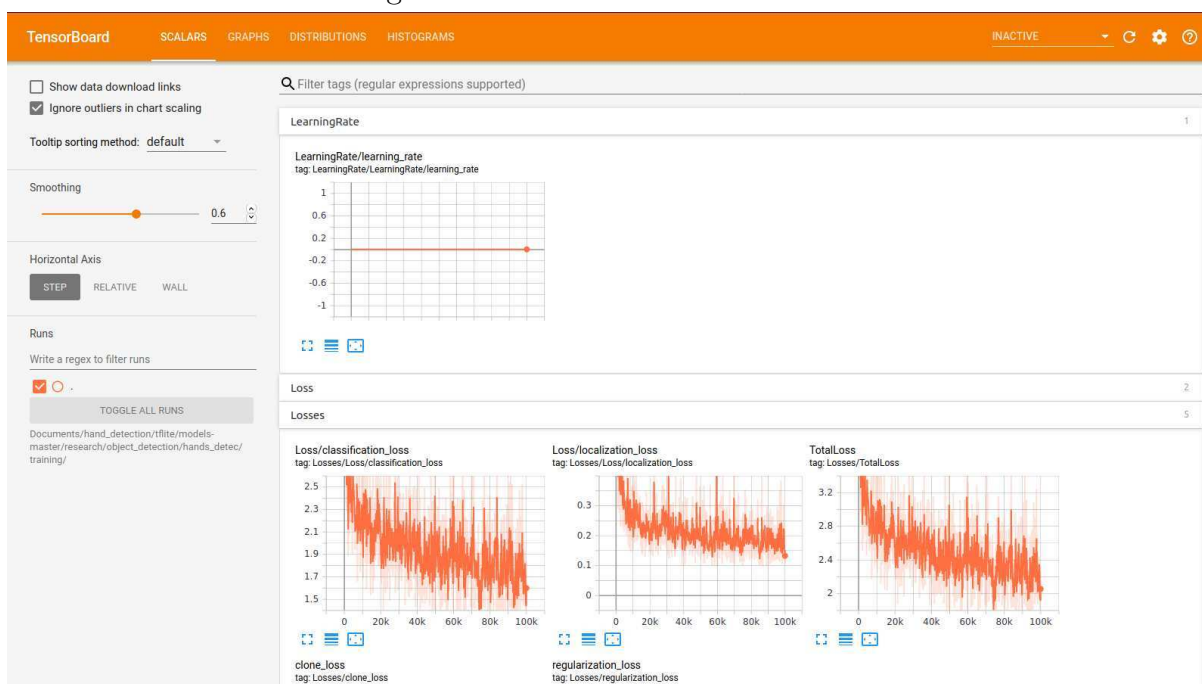 TensorBoard SCALARS GRAPHS DISTRIBUTIONS HISTOGRAMS INACTIVE
Show data download links
Ignore outliers in chart scaling
Tooltip sorting method: default
Smoothing
0.6
Horizontal Axis
STEP RELATIVE WALL
Runs
Write a regex to filter runs
.
TOGGLE ALL RUNS
Documents/hand_detection/tflite/models-
master/research/object_detection/hands_detec/
training/
Filter tags (regular expressions supported)
LearningRate 1
LearningRate/learning_rate
tag: LearningRate/LearningRate/learning_rate
1
0.6
0.2
-0.2
-0.6
-1
Loss 2
Losses 5
Loss/classification_loss
tag: Losses/Loss/classification_loss
2.5
2.3
2.1
1.9
1.7
1.5
0 20k 40k 60k 80k 100k
Loss/localization_loss
tag: Losses/Loss/localization_loss
0.3
0.2
0.1
0
0 20k 40k 60k 80k 100k
TotalLoss
tag: Losses/TotalLoss
3.2
2.8
2.4
2
0 20k 40k 60k 80k 100k
clone_loss
tag: Losses/clone_loss
regularization_loss
tag: Losses/regularization_loss